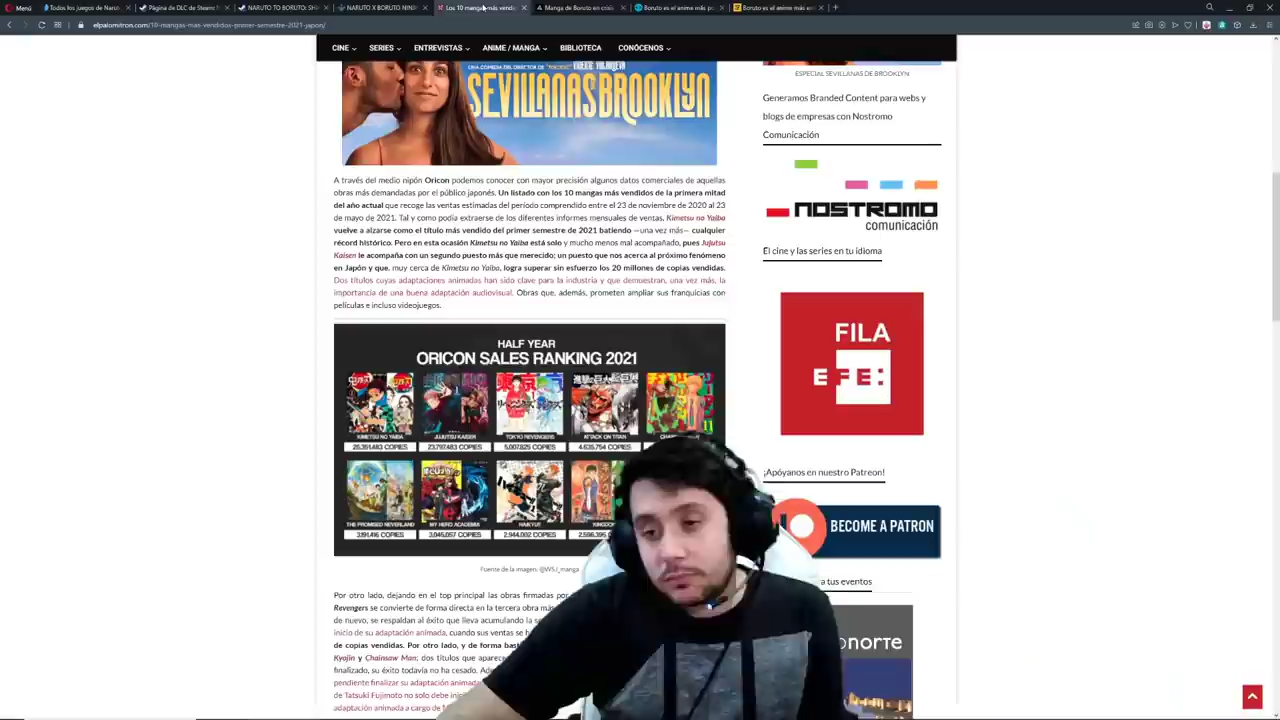 Menú
Todos los juegos de Naru
Página de DLC de Steam
NARUTO TO BORUTO: SHI
NARUTO X BORUTO NINJA
Los 10 mangas más vend
Manga de Boruto en crisis
Boruto es el anime más po
Boruto es el anime más en
elpalomitron.com/10-mangas-mas-vendidos-primer-semestre-2021-japon/
CINE
SERIES
ENTREVISTAS
ANIME / MANGA
BIBLIOTECA
CONÓCENOS
SEVILLANAS BROOKLYN
A través del medio nipón Oricon podemos conocer con mayor precisión algunos datos comerciales de aquellas
obras más demandadas por el público japonés. Un listado con los 10 mangas más vendidos de la primera mitad
del año actual que recoge las ventas estimadas del periodo comprendido entre el 23 de noviembre de 2020 al 23
de mayo de 2021. Tal y como podía extraerse de los diferentes informes mensuales de ventas, Kimetsu no Yaiba
vuelve a alzarse como el título más vendido del primer semestre de 2021 batiendo —una vez más— cualquier
récord histórico. Pero en esta ocasión Kimetsu no Yaiba está solo y mucho menos mal acompañado, pues Jujutsu
Kaisen le acompaña con un segundo puesto más que merecido; un puesto que nos acerca al próximo fenómeno
en Japón y que, muy cerca de Kimetsu no Yaiba, logra superar sin esfuerzo los 20 millones de copias vendidas.
Dos títulos cuyas adaptaciones animadas han sido clave para la industria y que demuestran, una vez más, la
importancia de una buena adaptación audiovisual. Obras que, además, prometen ampliar sus franquicias con
películas e incluso videojuegos.
HALF YEAR
ORICON SALES RANKING 2021
KIMETSU NO YAIBA
JUJUTSU KAISEN
TOKYO REVENGERS
ATTACK ON TITAN
26,351,483 COPIES
23,797,483 COPIES
5,007,825 COPIES
4,635,754 COPIES
THE PROMISED NEVERLAND
MY HERO ACADEMIA
HAIKYU!!
KINGDO
3,191,416 COPIES
3,045,057 COPIES
2,944,002 COPIES
Fuente de la imagen: @WSJ_manga
Por otro lado, dejando en el top principal las obras firmadas por
Revengers se convierte de forma directa en la tercera obra más
de nuevo, se respaldan al éxito que lleva acumulando la se
inicio de su adaptación animada, cuando sus ventas se h
de copias vendidas. Por otro lado, y de forma bas
Kyojin y Chainsaw Man; dos títulos que aparece
finalizado, su éxito todavía no ha cesado. Ade
pendiente finalizar su adaptación animada
de Tatsuki Fujimoto no solo debe inic
adaptación animada a cargo de M
ESPECIAL SEVILLANAS DE BROOKLYN
Generamos Branded Content para webs y
blogs de empresas con Nostromo
Comunicación
NOSTROMO
comunicación
El cine y las series en tu idioma
FILA
EFE:
¡Apóyanos en nuestro Patreon!
BECOME A PATRON
a tus eventos
onorte